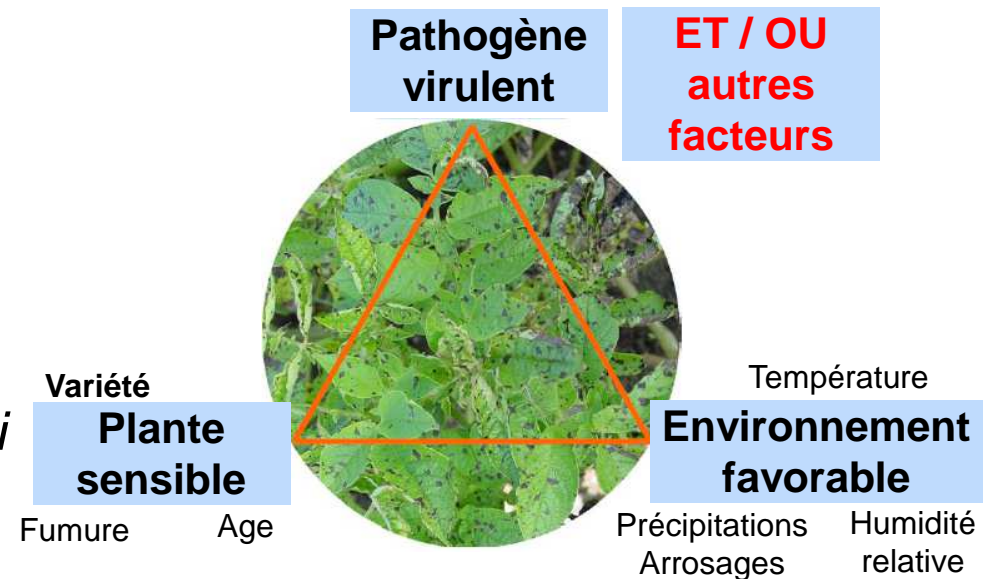 Pathogène
virulent
ET / OU
autres
facteurs
Variété
i
Plante
sensible
Fumure
Age
Température
Environnement
favorable
Précipitations
Arrosages
Humidité
relative